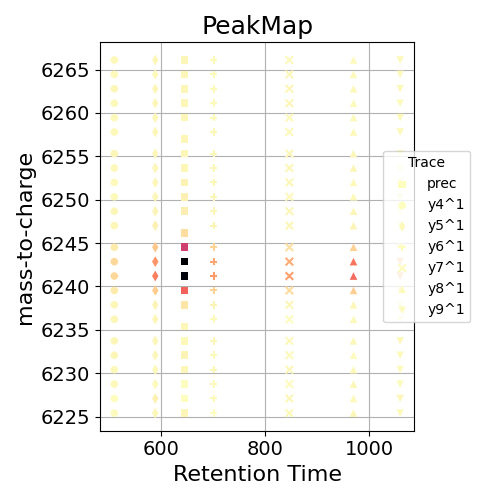 PeakMap
mass-to-charge
6265
6260
6255
6250
6245
6240
6235
6230
6225
600 800 1000
Retention Time
Trace
prec
y4^1
y5^1
y6^1
y7^1
y8^1
y9^1